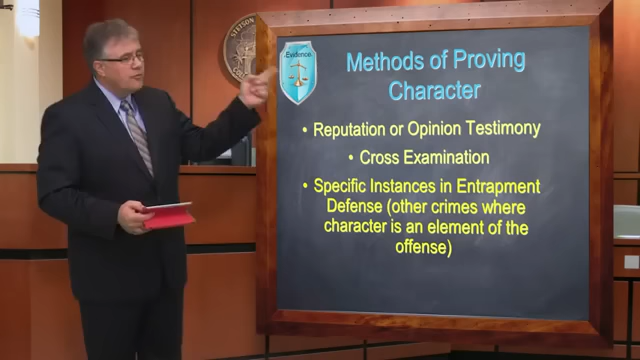 STETSON
Evidence
Methods of Proving
Character
• Reputation or Opinion Testimony
• Cross Examination
• Specific Instances in Entrapment
Defense (other crimes where
character is an element of the
offense)